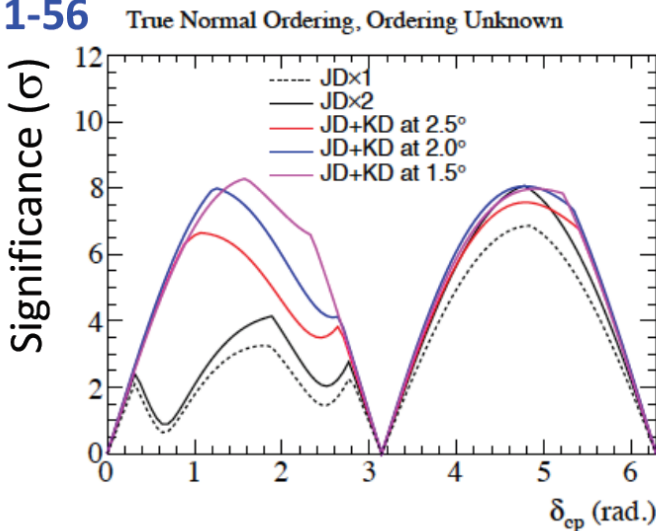 1-56
True Normal Ordering, Ordering Unknown
Significance (σ)
12
10
8
6
4
2
0
JD×1
JD×2
JD+KD at 2.5°
JD+KD at 2.0°
JD+KD at 1.5°
0 1 2 3 4 5 6
δcp (rad.)